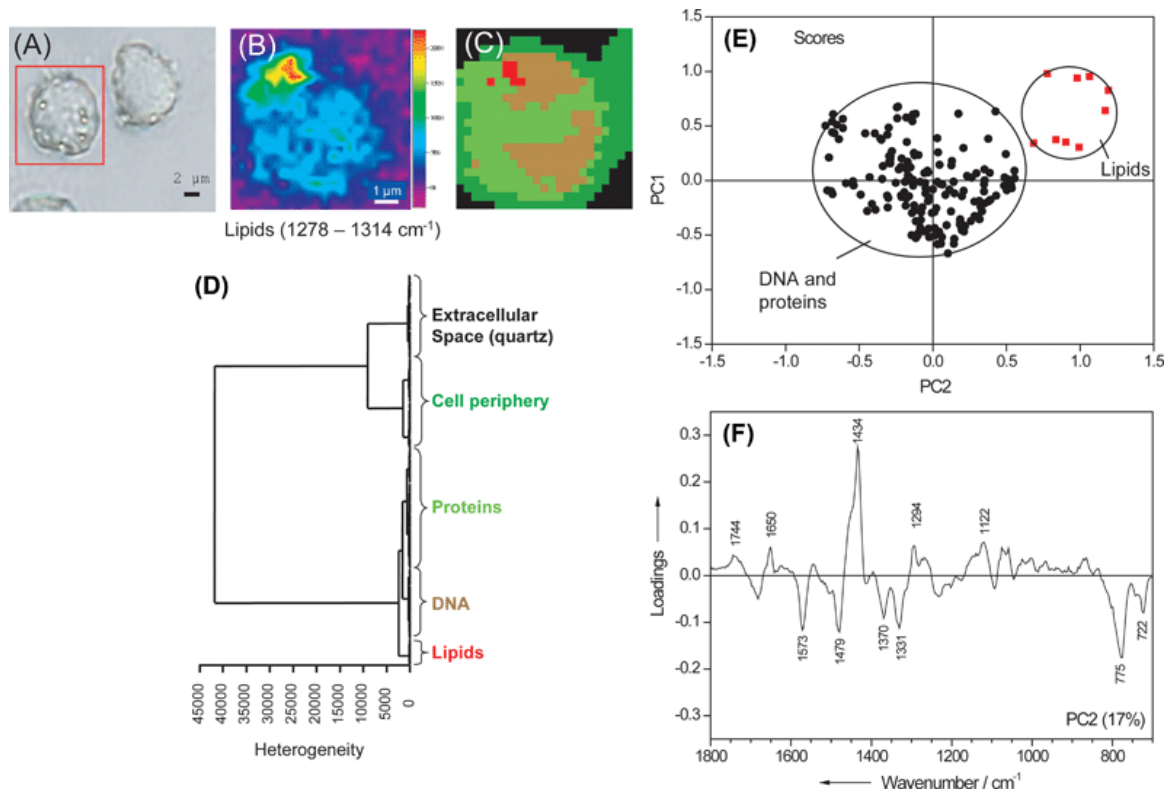 (A)
2 µm
(B)
1 µm
Lipids (1278 – 1314 cm⁻¹)
(C)
(D)
Extracellular
Space (quartz)
Cell periphery
Proteins
DNA
Lipids
45000
40000
35000
30000
25000
20000
15000
10000
5000
0
Heterogeneity
(E)
Scores
Lipids
DNA and
proteins
1.5
1.0
0.5
0.0
-0.5
-1.0
-1.5
PC1
-1.5 -1.0 -0.5 0.0 0.5 1.0 1.5
PC2
(F)
0.3
0.2
0.1
0.0
-0.1
-0.2
-0.3
Loadings
1744
1650
1573
1479
1434
1370
1331
1294
1122
775
722
PC2 (17%)
1800 1600 1400 1200 1000 800
Wavenumber / cm⁻¹